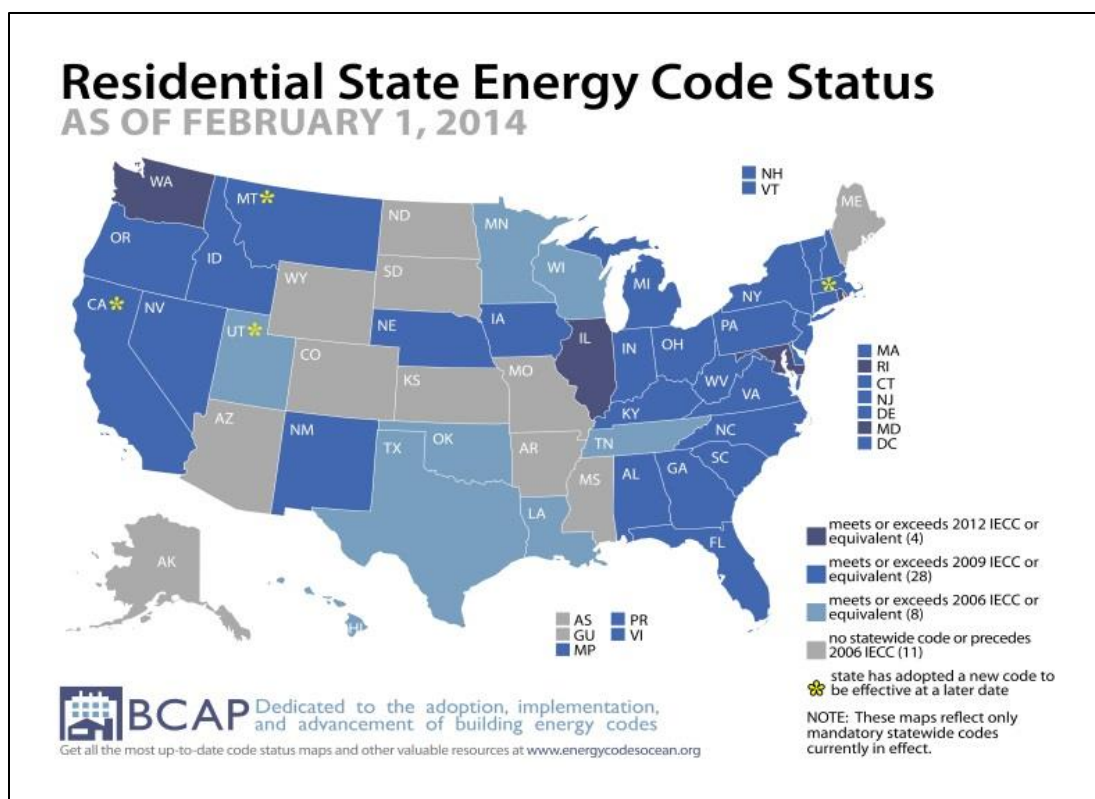 Residential State Energy Code Status
AS OF FEBRUARY 1, 2014
NH
VT
WA
MT
ND
MN
ME
OR
ID
WY
SD
WI
MI
NY
CA
NV
UT
NE
IA
IL
IN
OH
PA
CO
KS
MO
KY
WV
VA
AZ
NM
TX
OK
AR
TN
NC
SC
MS
AL
GA
LA
FL
AK
HI
MA
RI
CT
NJ
DE
MD
DC
AS
GU
MP
PR
VI
meets or exceeds 2012 IECC or
equivalent (4)
meets or exceeds 2009 IECC or
equivalent (28)
meets or exceeds 2006 IECC or
equivalent (8)
no statewide code or precedes
2006 IECC (11)
state has adopted a new code to
be effective at a later date
NOTE: These maps reflect only
mandatory statewide codes
currently in effect.
BCAP
Dedicated to the adoption, implementation,
and advancement of building energy codes
Get all the most up-to-date code status maps and other valuable resources at www.energycodesocean.org